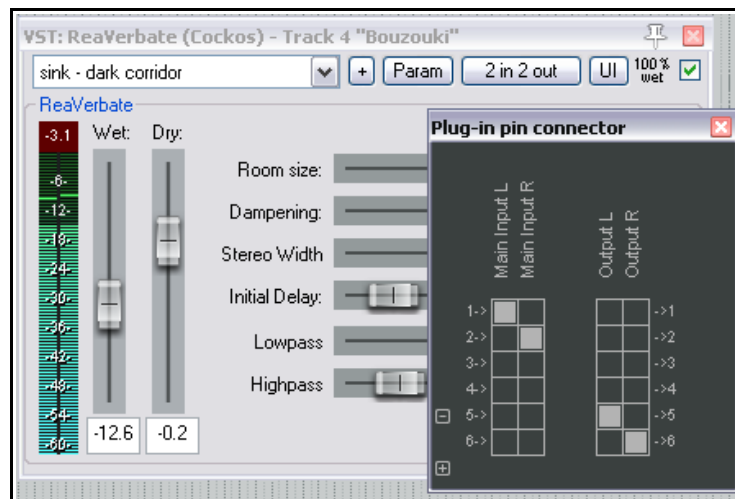 VST: ReaVerbate (Cockos) - Track 4 "Bouzouki"
sink - dark corridor + Param 2 in 2 out UI 100% wet
ReaVerbate
-3.1 Wet: Dry:
-6-
-12-
-18-
-24-
-30-
-36-
-42-
-48-
-54-
-60-
-12.6 -0.2
Room size:
Dampening:
Stereo Width
Initial Delay:
Lowpass
Highpass
Plug-in pin connector
Main Input L
Main Input R
Output L
Output R
1-> ->1
2-> ->2
3-> ->3
4-> ->4
5-> ->5
6-> ->6